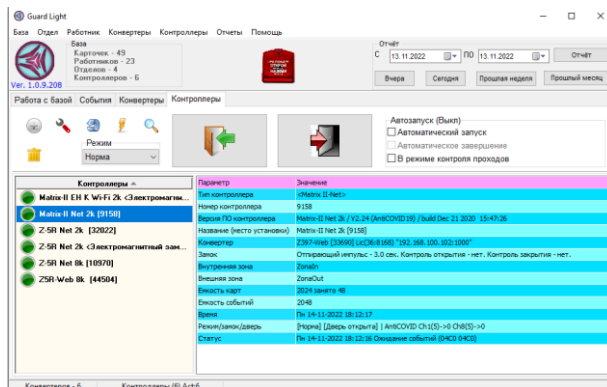 Guard Light
База Отдел Работник Конвертеры Контроллеры Отчеты Помощь
База
Карточек - 49
Работников - 23
Отделов - 4
Контроллеров - 6
Ver. 1.0.9.208
Отчёт
С 13.11.2022 ПО 13.11.2022 Отчёт
Вчера Сегодня Прошлая неделя Прошлый месяц
Работа с базой События Конвертеры Контроллеры
Режим
Норма
Автозапуск (Выкл)
Автоматический запуск
Автоматическое завершение
В режиме контроля проходов
Контроллеры
Matrix-II EH K Wi-Fi 2k <Электромагни...
Matrix-II Net 2k [9158]
Z-5R Net 2k [32022]
Z-5R Net 2k <Электромагнитный зам...
Z-5R Net 8k [10970]
Z5R-Web 8k [44504]
Параметр Значение
Тип контроллера <Matrix II-Net>
Номер контроллера 9158
Версия ПО контроллера Matrix-II Net 2k / V2.24 (AntiCOVID19) / build Dec 21 2020 15:47:26
Название (место установки) Matrix-II Net 2k [9158]
Конвертер Z397-Web [33690] Lic(36:8168) "192.168.100.102:1000"
Замок Отпирающий импульс - 3.0 сек. Контроль открытия - нет. Контроль закрытия - нет.
Внутренняя зона ZonaIn
Внешняя зона ZonaOut
Емкость карт 2024 занято 48
Емкость событий 2048
Время Пн 14-11-2022 18:12:17
Режим/замок/дверь [Норма] [Дверь открыта] | AntiCOVID Ch1(5)->0 Ch8(5)->0
Статус Пн 14-11-2022 18:12:16 Ожидание событий (04C0 04C0)
Конвертеров - 6